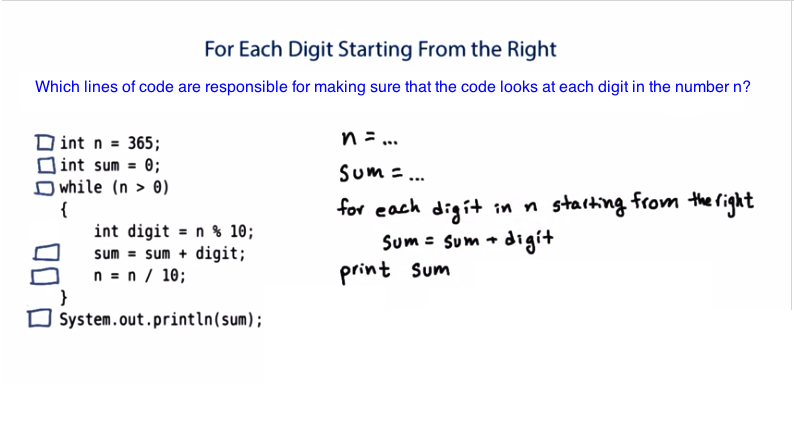 For Each Digit Starting From the Right
Which lines of code are responsible for making sure that the code looks at each digit in the number n?
int n = 365;
int sum = 0;
while (n > 0)
{
int digit = n % 10;
sum = sum + digit;
n = n / 10;
}
System.out.println(sum);
n = ...
Sum = ...
for each digit in n starting from the right
Sum = Sum + digit
print Sum